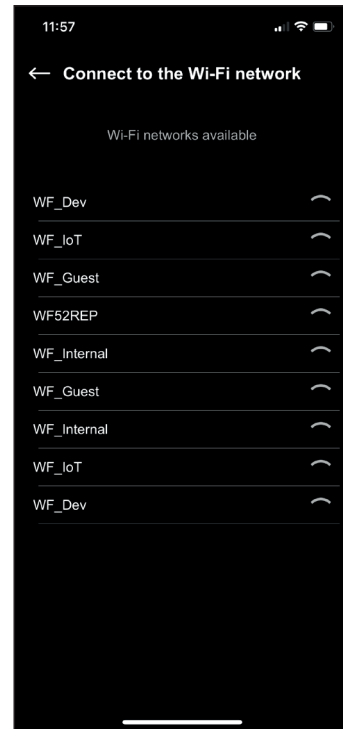 11:57
Connect to the Wi-Fi network
Wi-Fi networks available
WF_Dev
WF_IoT
WF_Guest
WF52REP
WF_Internal
WF_Guest
WF_Internal
WF_IoT
WF_Dev